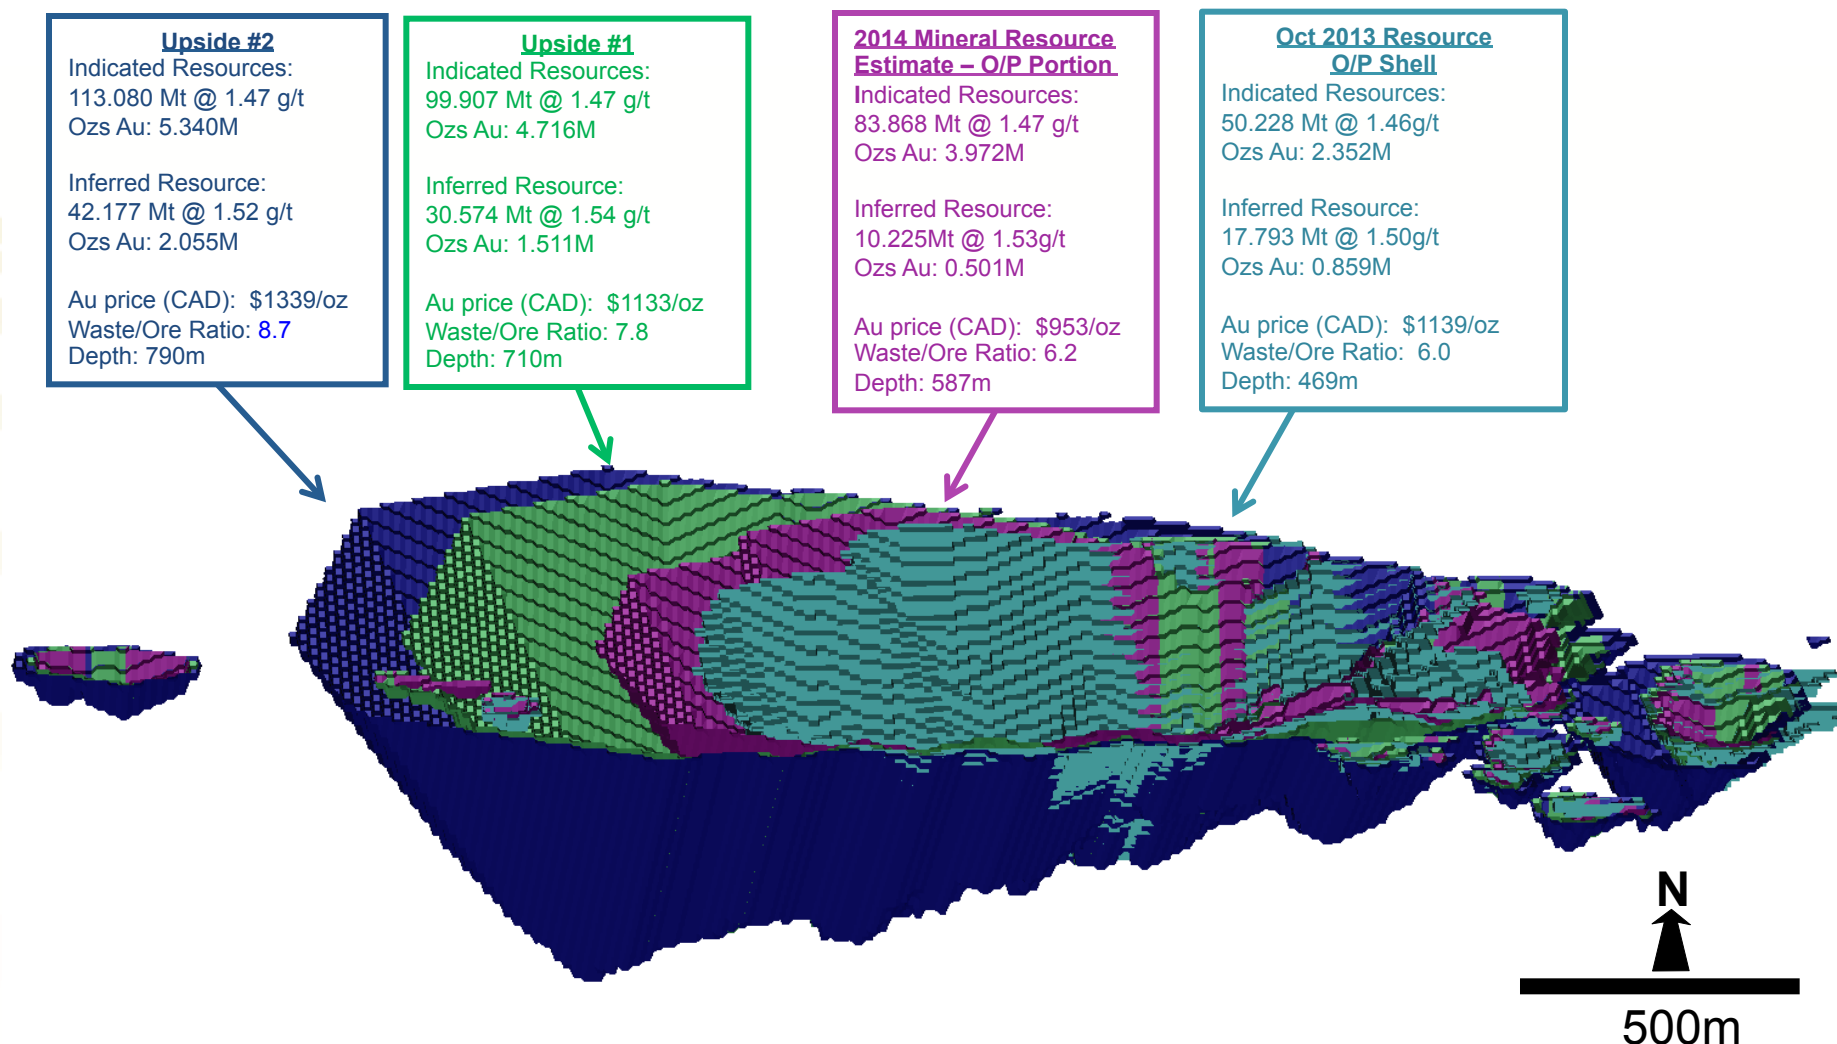 Upside #2
Indicated Resources:
113.080 Mt @ 1.47 g/t
Ozs Au: 5.340M
Inferred Resource:
42.177 Mt @ 1.52 g/t
Ozs Au: 2.055M
Au price (CAD): $1339/oz
Waste/Ore Ratio: 8.7
Depth: 790m
Upside #1
Indicated Resources:
99.907 Mt @ 1.47 g/t
Ozs Au: 4.716M
Inferred Resource:
30.574 Mt @ 1.54 g/t
Ozs Au: 1.511M
Au price (CAD): $1133/oz
Waste/Ore Ratio: 7.8
Depth: 710m
2014 Mineral Resource
Estimate – O/P Portion
Indicated Resources:
83.868 Mt @ 1.47 g/t
Ozs Au: 3.972M
Inferred Resource:
10.225Mt @ 1.53g/t
Ozs Au: 0.501M
Au price (CAD): $953/oz
Waste/Ore Ratio: 6.2
Depth: 587m
Oct 2013 Resource
O/P Shell
Indicated Resources:
50.228 Mt @ 1.46g/t
Ozs Au: 2.352M
Inferred Resource:
17.793 Mt @ 1.50g/t
Ozs Au: 0.859M
Au price (CAD): $1139/oz
Waste/Ore Ratio: 6.0
Depth: 469m
N
500m